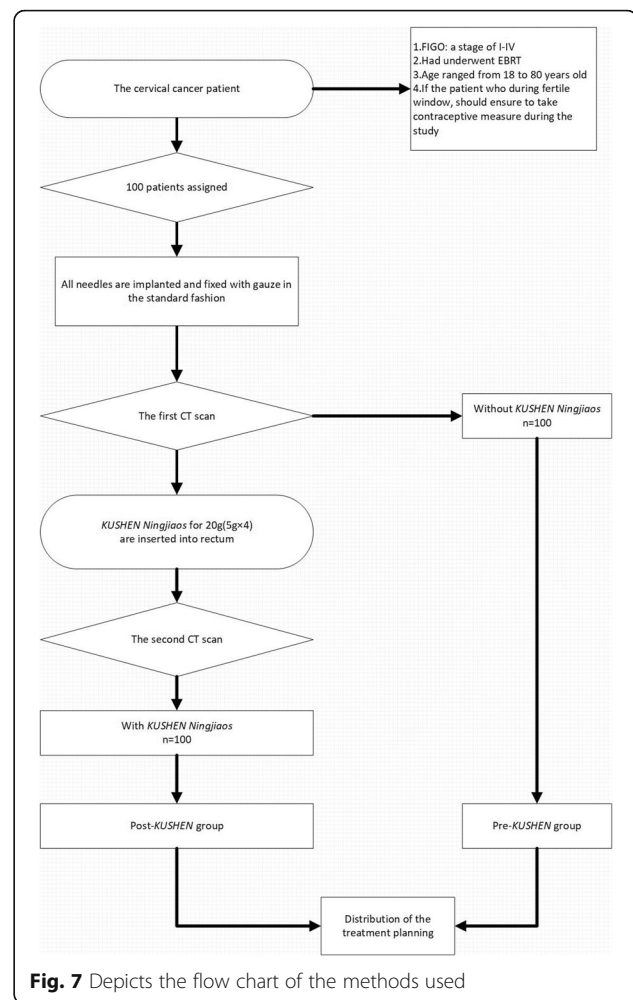 The cervical cancer patient
1.FIGO: a stage of I-IV
2.Had underwent EBRT
3.Age ranged from 18 to 80 years old
4.If the patient who during fertile
window, should ensure to take
contraceptive measure during the
study
100 patients assigned
All needles are implanted and fixed with gauze in
the standard fashion
The first CT scan
Without KUSHEN Ningjiaos
n=100
KUSHEN Ningjiaos for 20g(5g×4)
are inserted into rectum
The second CT scan
With KUSHEN Ningjiaos
n=100
Post-KUSHEN group
Pre-KUSHEN group
Distribution of the
treatment planning
Fig. 7 Depicts the flow chart of the methods used